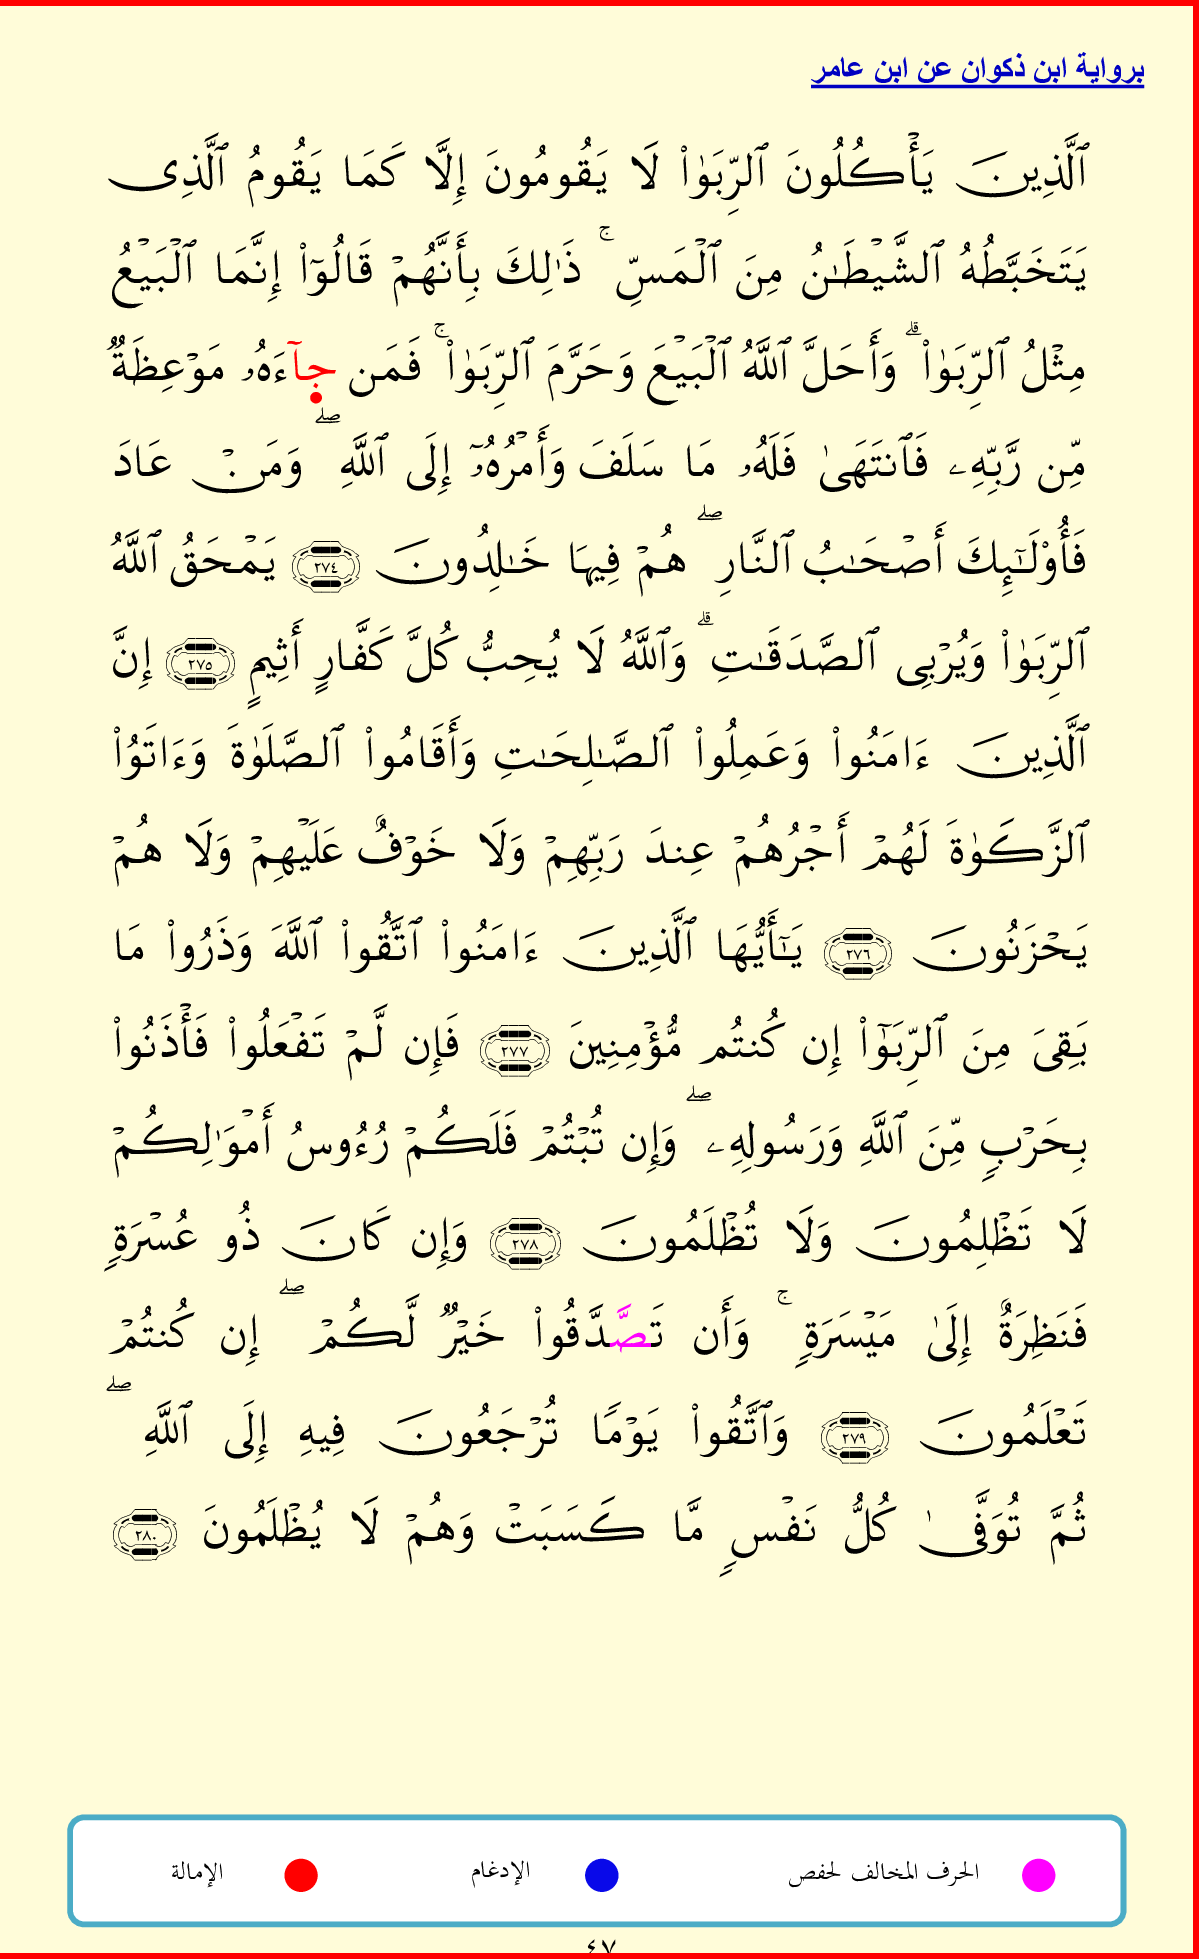 برواية ابن ذكوان عن ابن عامر
ٱلَّذِينَ يَأۡكُلُونَ ٱلرِّبَوٰاْ لَا يَقُومُونَ إِلَّا كَمَا يَقُومُ ٱلَّذِى
يَتَخَبَّطُهُ ٱلشَّيۡطَٰنُ مِنَ ٱلۡمَسِّۚ ذَٰلِكَ بِأَنَّهُمۡ قَالُوٓاْ إِنَّمَا ٱلۡبَيۡعُ
مِثۡلُ ٱلرِّبَوٰاْۗ وَأَحَلَّ ٱللَّهُ ٱلۡبَيۡعَ وَحَرَّمَ ٱلرِّبَوٰاْۚ فَمَن جآءَهُۥ مَوۡعِظَةٌ
مِّن رَّبِّهِۦ فَٱنتَهَىٰ فَلَهُۥ مَا سَلَفَ وَأَمۡرُهُۥٓ إِلَى ٱللَّهِۖ وَمَنۡ عَادَ
فَأُوْلَٰٓئِكَ أَصۡحَٰبُ ٱلنَّارِۖ هُمۡ فِيهَا خَٰلِدُونَ ٢٧٤ يَمۡحَقُ ٱللَّهُ
ٱلرِّبَوٰاْ وَيُرۡبِى ٱلصَّدَقَٰتِۗ وَٱللَّهُ لَا يُحِبُّ كُلَّ كَفَّارٍ أَثِيمٍ ٢٧٥ إِنَّ
ٱلَّذِينَ ءَامَنُواْ وَعَمِلُواْ ٱلصَّٰلِحَٰتِ وَأَقَامُواْ ٱلصَّلَوٰةَ وَءَاتَوُاْ
ٱلزَّكَوٰةَ لَهُمۡ أَجۡرُهُمۡ عِندَ رَبِّهِمۡ وَلَا خَوۡفٌ عَلَيۡهِمۡ وَلَا هُمۡ
يَحۡزَنُونَ ٢٧٦ يَٰٓأَيُّهَا ٱلَّذِينَ ءَامَنُواْ ٱتَّقُواْ ٱللَّهَ وَذَرُواْ مَا
بَقِىَ مِنَ ٱلرِّبَوٰٓاْ إِن كُنتُم مُّؤۡمِنِينَ ٢٧٧ فَإِن لَّمۡ تَفۡعَلُواْ فَأۡذَنُواْ
بِحَرۡبٍ مِّنَ ٱللَّهِ وَرَسُولِهِۦۖ وَإِن تُبۡتُمۡ فَلَكُمۡ رُءُوسُ أَمۡوَٰلِكُمۡ
لَا تَظۡلِمُونَ وَلَا تُظۡلَمُونَ ٢٧٨ وَإِن كَانَ ذُو عُسۡرَةٍ
فَنَظِرَةٌ إِلَىٰ مَيۡسَرَةٍۚ وَأَن تَصَّدَّقُواْ خَيۡرٌ لَّكُمۡۖ إِن كُنتُمۡ
تَعۡلَمُونَ ٢٧٩ وَٱتَّقُواْ يَوۡمًا تُرۡجَعُونَ فِيهِ إِلَى ٱللَّهِۖ
ثُمَّ تُوَفَّىٰ كُلُّ نَفۡسٍ مَّا كَسَبَتۡ وَهُمۡ لَا يُظۡلَمُونَ ٢٨٠
الحرف المخالف لحفص الإدغام الإمالة
٤٧